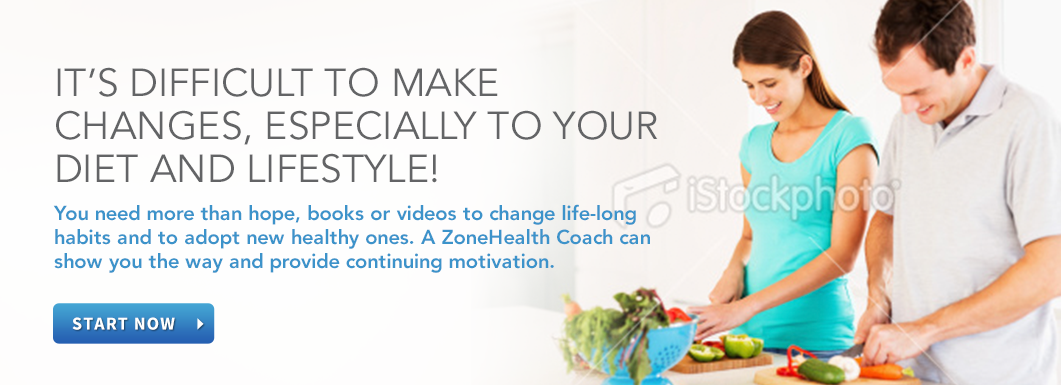 IT’S DIFFICULT TO MAKE
CHANGES, ESPECIALLY TO YOUR
DIET AND LIFESTYLE!
You need more than hope, books or videos to change life-long
habits and to adopt new healthy ones. A ZoneHealth Coach can
show you the way and provide continuing motivation.
START NOW
iStockphoto